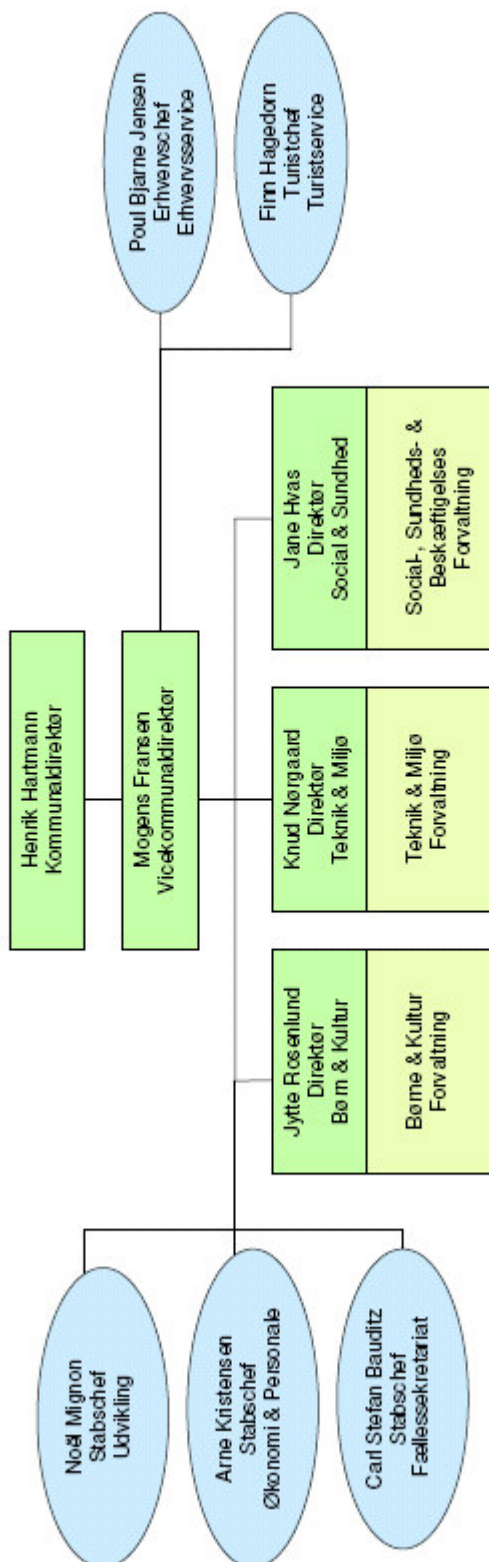 Henrik Hartmann
Kommunaldirektør
Mogens Fransen
Vicekommunaldirektør
Poul Bjarne Jensen
Erhvervschef
Erhvervsservice
Finn Hagedorn
Turistchef
Turistservice
Noël Mignon
Stabschef
Udvikling
Arne Kristensen
Stabschef
Økonomi & Personale
Carl Stefan Bauditz
Stabschef
Fællessekretariat
Jytte Rosenlund
Direktør
Børn & Kultur
Børne & Kultur
Forvaltning
Knud Nørgaard
Direktør
Teknik & Miljø
Teknik & Miljø
Forvaltning
Jane Hvas
Direktør
Social & Sundhed
Social-, Sundheds- &
Beskæftigelses
Forvaltning